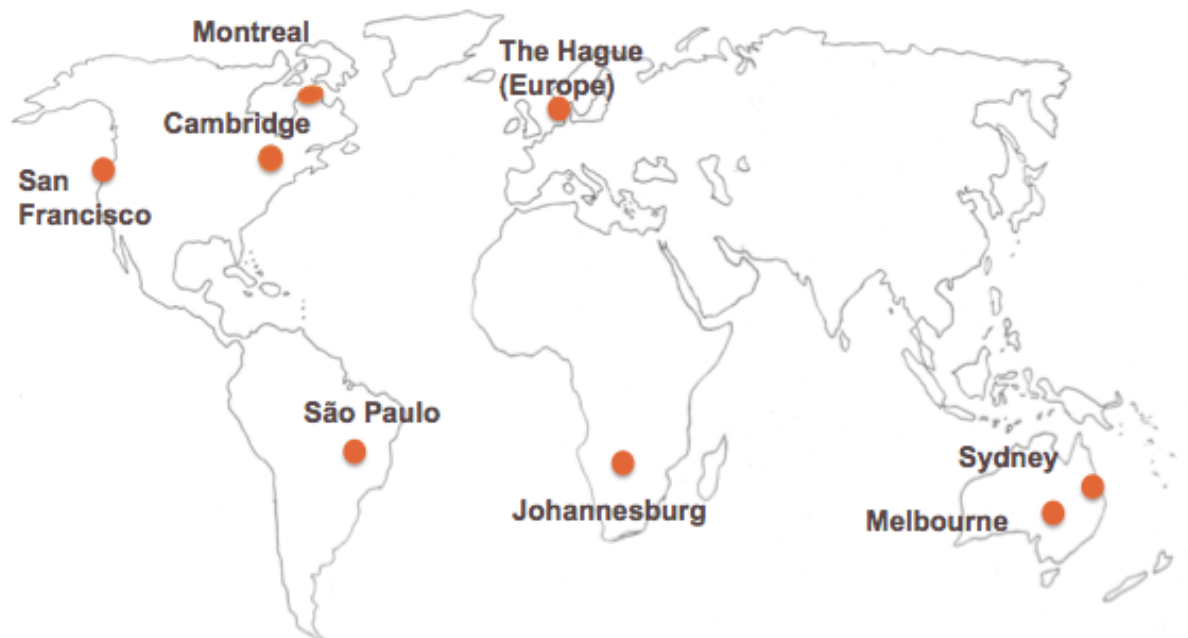 Montreal
The Hague
(Europe)
Cambridge
San
Francisco
São Paulo
Sydney
Johannesburg
Melbourne